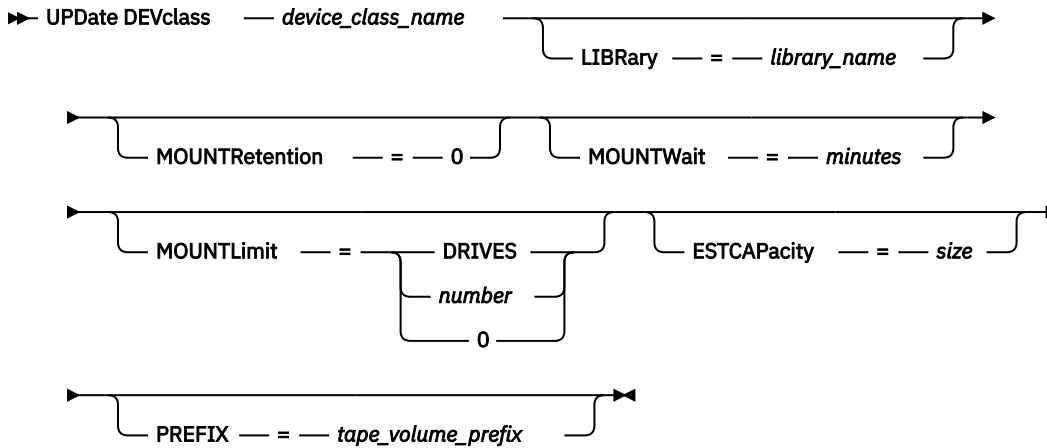 UPDate DEVclass device_class_name
LIBRary = library_name
MOUNTRetention = 0 MOUNTWait = minutes
MOUNTLimit = DRIVES ESTCAPacity = size
number
0
PREFIX = tape_volume_prefix